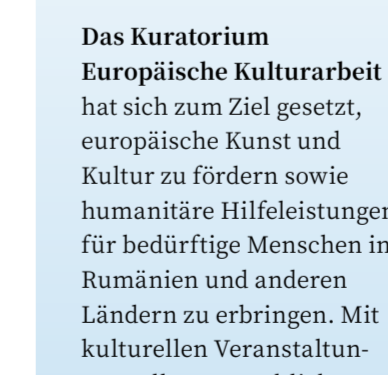 Das Kuratorium
Europäische Kulturarbeit
hat sich zum Ziel gesetzt,
europäische Kunst und
Kultur zu fördern sowie
humanitäre Hilfeleistungen
für bedürftige Menschen in
Rumänien und anderen
Ländern zu erbringen. Mit
kulturellen Veranstaltun-